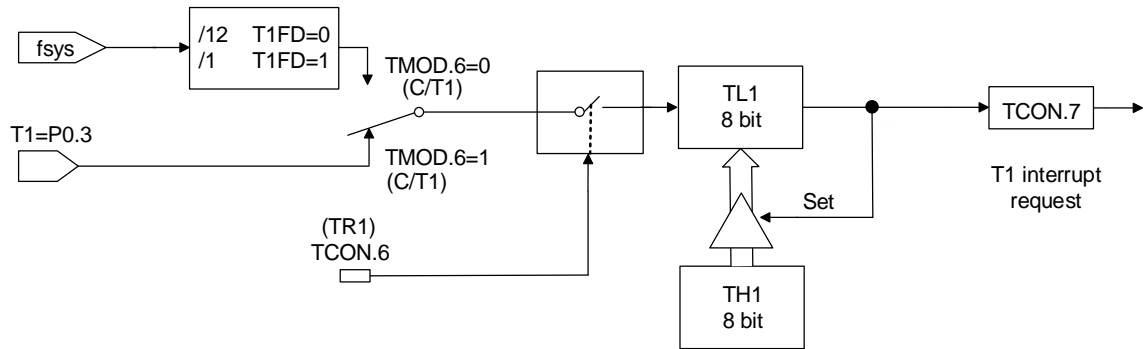 fsys
/12 T1FD=0
/1 T1FD=1
TMOD.6=0
(C/T1)
T1=P0.3
TMOD.6=1
(C/T1)
(TR1)
TCON.6
TL1
8 bit
Set
TH1
8 bit
TCON.7
T1 interrupt
request